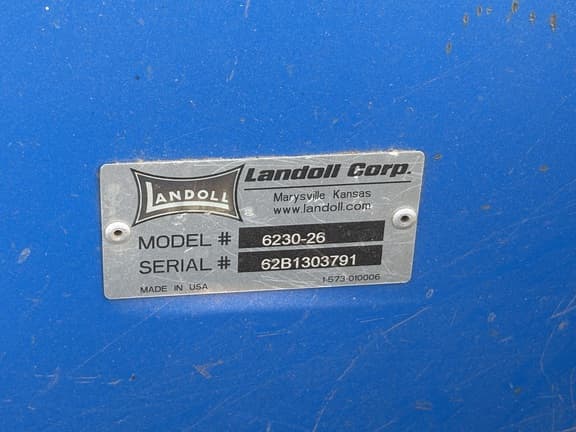 LANDOLL
Landoll Corp.
Marysville Kansas
www.landoll.com
MODEL # 6230-26
SERIAL # 62B1303791
MADE IN USA 1-573-010006